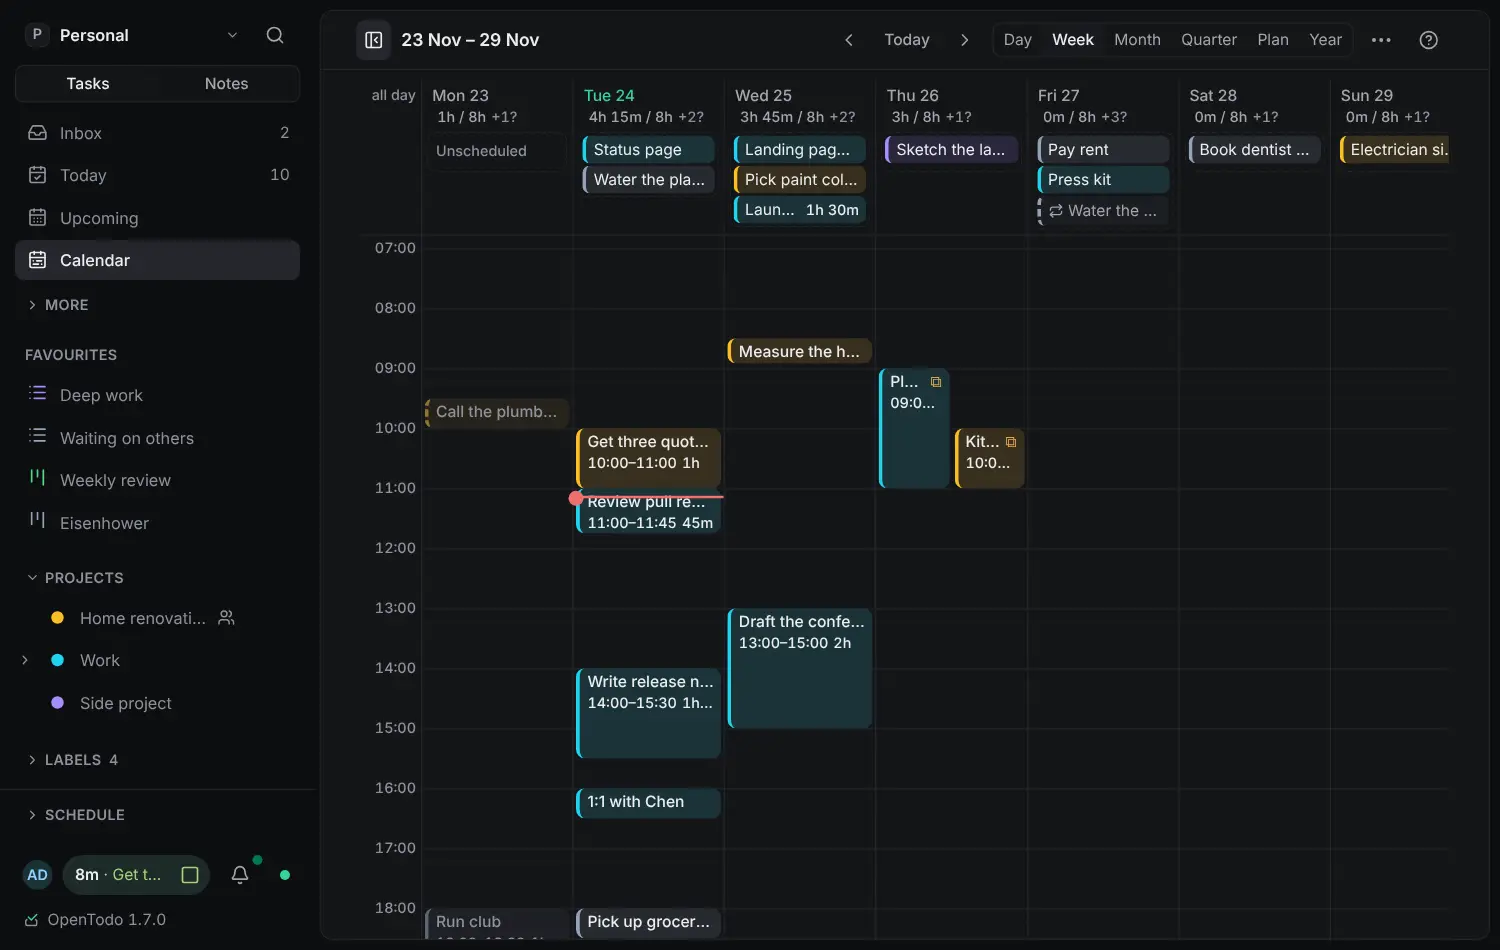 P Personal
Tasks Notes
Inbox 2
Today 10
Upcoming
Calendar
MORE
FAVOURITES
Deep work
Waiting on others
Weekly review
Eisenhower
PROJECTS
Home renovati...
Work
Side project
LABELS 4
SCHEDULE
AD 8m · Get t...
OpenTodo 1.7.0
23 Nov – 29 Nov
Today
Day Week Month Quarter Plan Year
all day
Mon 23
1h / 8h +1?
Unscheduled
Tue 24
4h 15m / 8h +2?
Status page
Water the pla...
Wed 25
3h 45m / 8h +2?
Landing pag...
Pick paint col...
Laun... 1h 30m
Thu 26
3h / 8h +1?
Sketch the la...
Fri 27
0m / 8h +3?
Pay rent
Press kit
Water the ...
Sat 28
0m / 8h +1?
Book dentist ...
Sun 29
0m / 8h +1?
Electrician si.
07:00
08:00
09:00
10:00
11:00
12:00
13:00
14:00
15:00
16:00
17:00
18:00
Call the plumb...
Run club
Get three quot...
10:00–11:00 1h
Review pull re...
11:00–11:45 45m
Write release n...
14:00–15:30 1h...
1:1 with Chen
Pick up grocer...
Measure the h...
Draft the confe...
13:00–15:00 2h
Pl...
09:0...
Kit...
10:0...